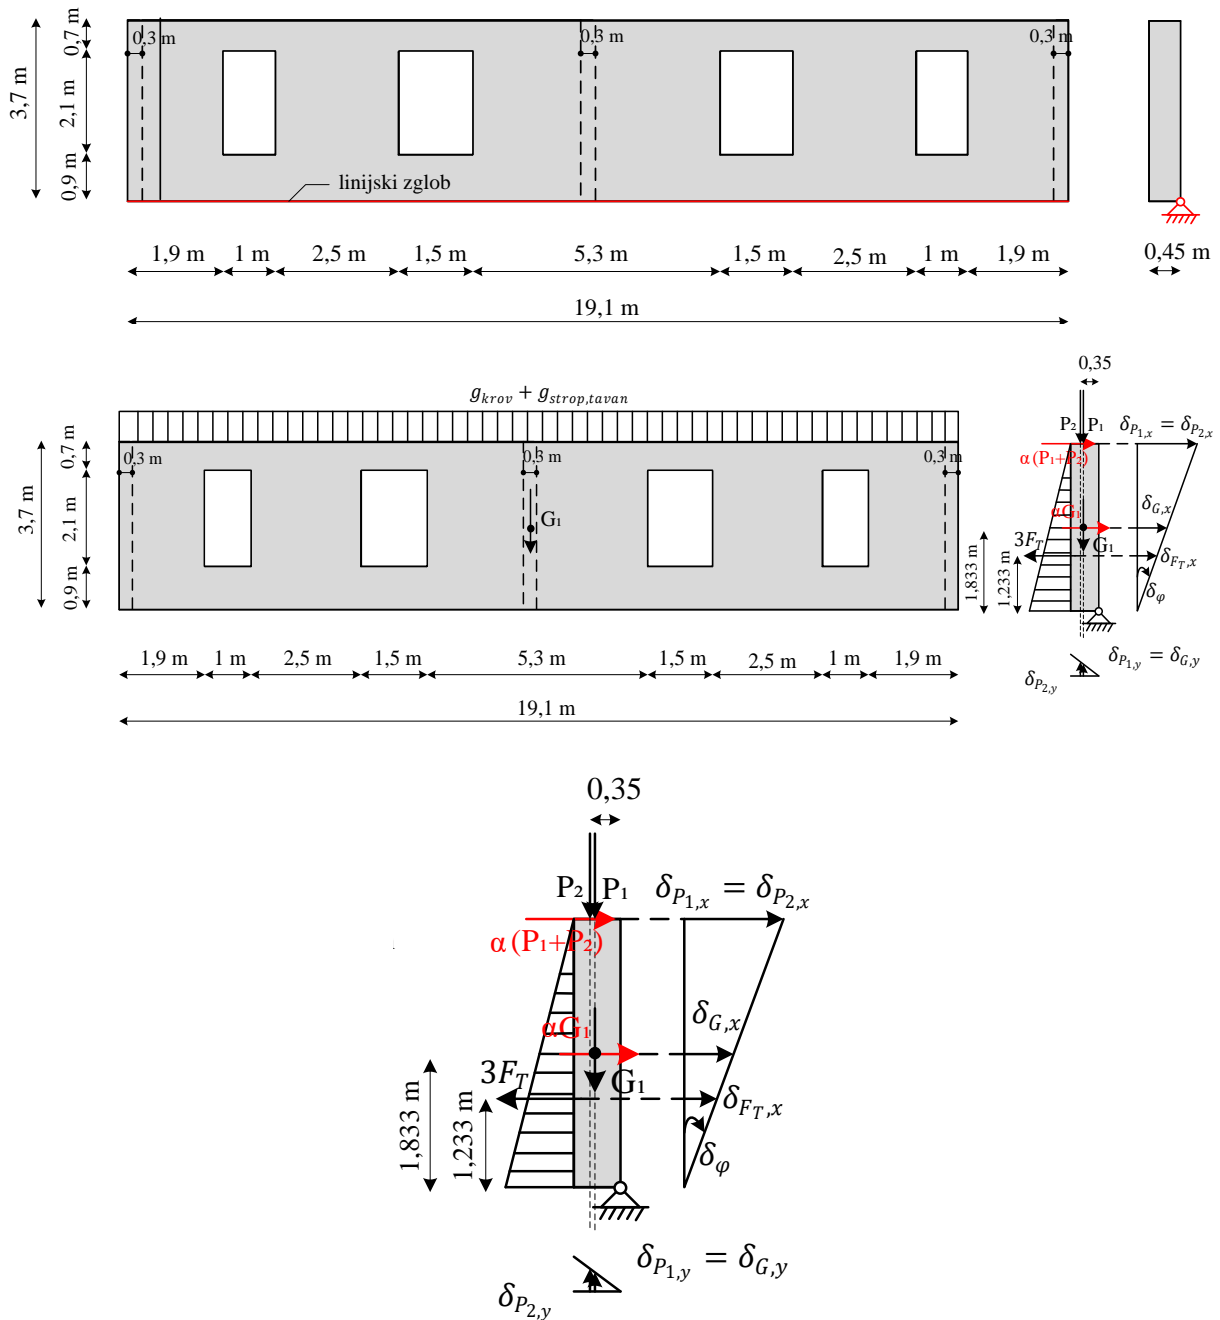 0,7 m
0,3 m
0,3 m
0,3 m
3,7 m
2,1 m
0,9 m
linijski zglob
1,9 m
1 m
2,5 m
1,5 m
5,3 m
1,5 m
2,5 m
1 m
1,9 m
0,45 m
19,1 m
g_krov + g_strop,tavan
0,7 m
0,3 m
0,3 m
0,3 m
3,7 m
2,1 m
0,9 m
G₁
1,9 m
1 m
2,5 m
1,5 m
5,3 m
1,5 m
2,5 m
1 m
1,9 m
19,1 m
0,35
P₂
P₁
δ_P₁,x = δ_P₂,x
α (P₁+P₂)
αG₁
δ_G,x
3F_T
G₁
δ_F_T,x
1,833 m
1,233 m
δ_φ
δ_P₁,y = δ_G,y
δ_P₂,y
0,35
P₂
P₁
δ_P₁,x = δ_P₂,x
α (P₁+P₂)
αG₁
δ_G,x
3F_T
G₁
δ_F_T,x
1,833 m
1,233 m
δ_φ
δ_P₁,y = δ_G,y
δ_P₂,y